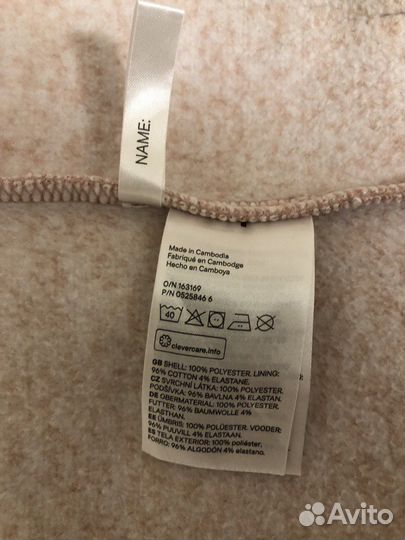 NAME:
Made in Cambodia
Fabriqué en Cambodge
Hecho en Camboya
O/N 163169
P/N 0525846 6
40
clevercare.info
GB SHELL: 100% POLYESTER. LINING:
96% COTTON 4% ELASTANE.
CZ SVRCHNÍ LÁTKA: 100% POLYESTER.
PODŠÍVKA: 96% BAVLNA 4% ELASTAN.
DE OBERMATERIAL: 100% POLYESTER.
FUTTER: 96% BAUMWOLLE 4%
ELASTHAN.
EE ÜMBRIS: 100% POLÜESTER. VOODER:
96% PUUVILL 4% ELASTAAN.
ES TELA EXTERIOR: 100% poliéster.
FORRO: 96% ALGODÓN 4% elastano.
Avito